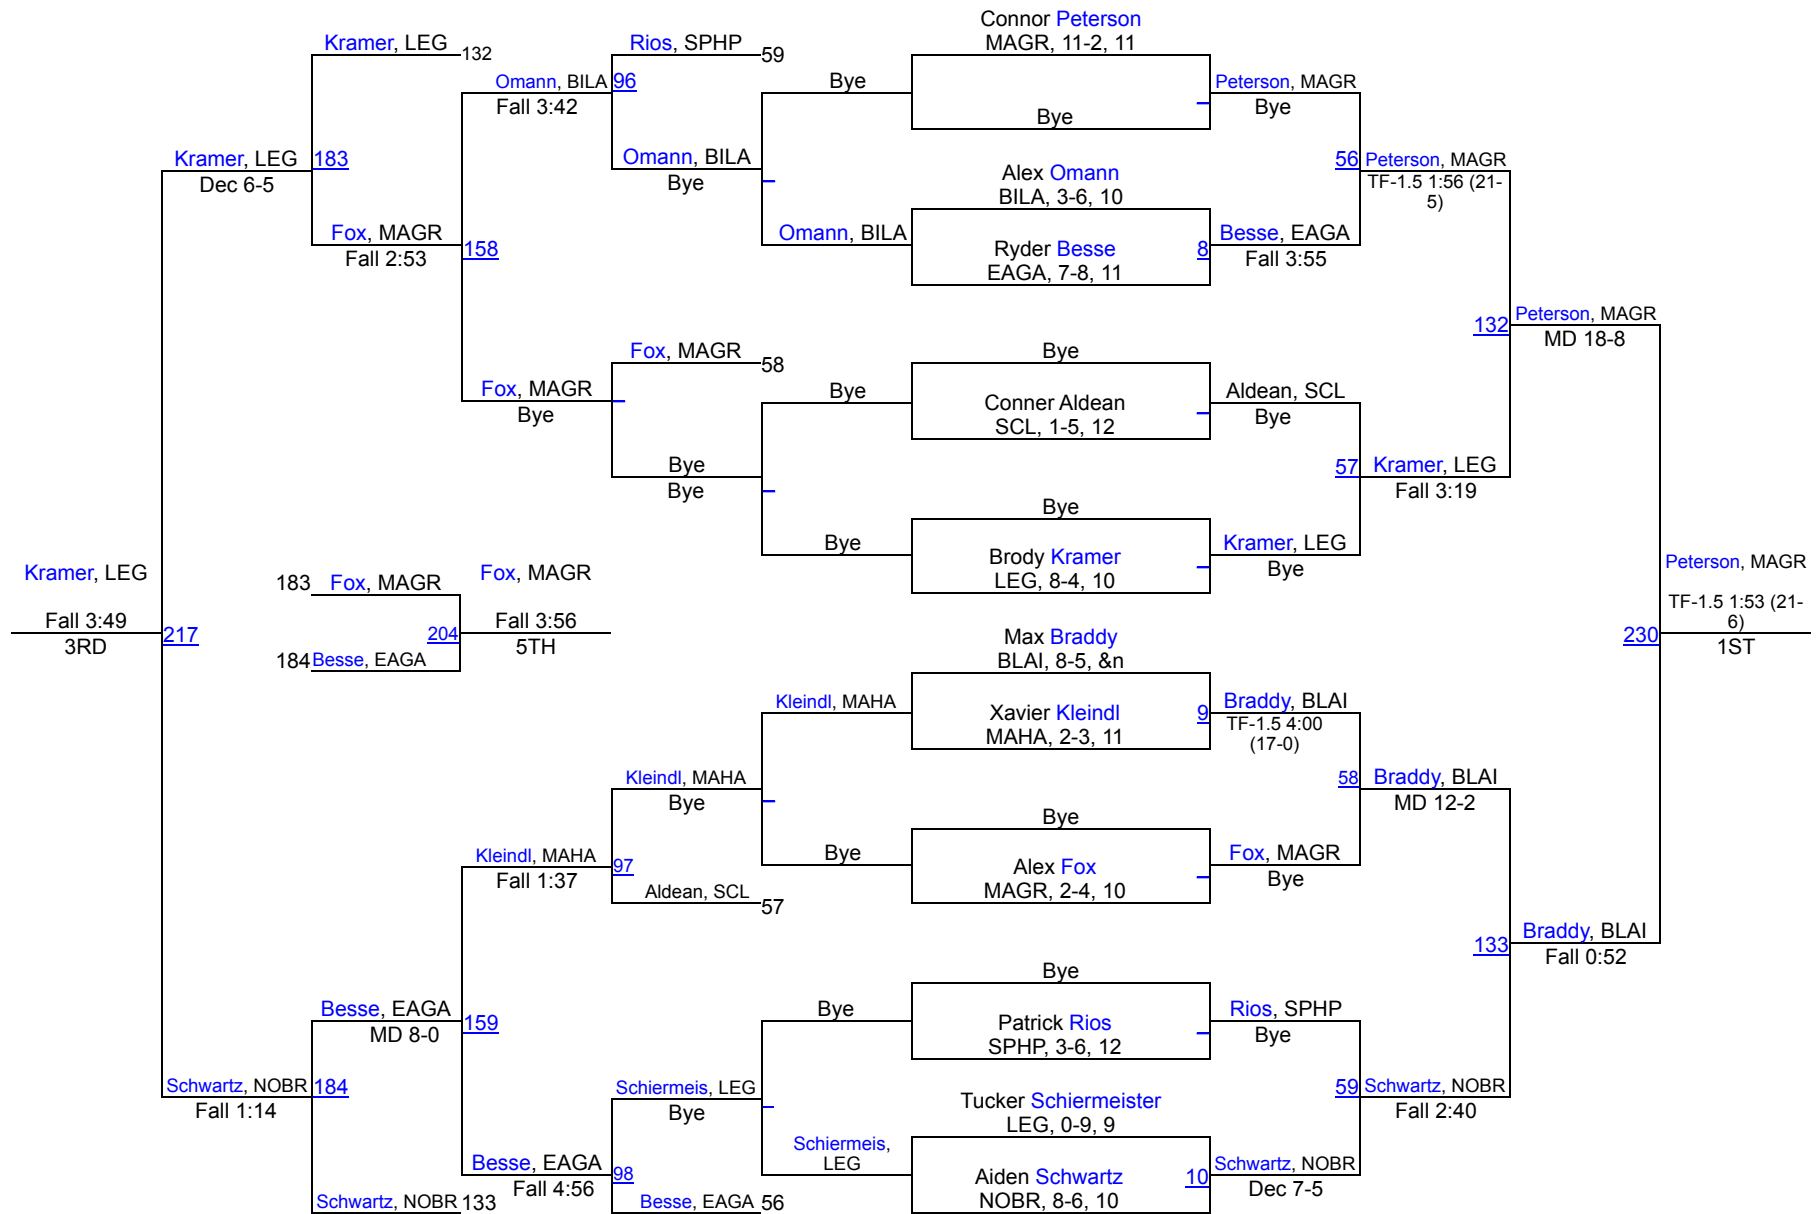 Connor Peterson
MAGR, 11-2, 11
Kramer, LEG 132
Rios, SPHP 59
Omann, BILA 96
Fall 3:42
Bye
Bye
Peterson, MAGR
Bye
Kramer, LEG 183
Dec 6-5
Omann, BILA
Bye
Alex Omann
BILA, 3-6, 10
56 Peterson, MAGR
TF-1.5 1:56 (21-
5)
Fox, MAGR 158
Fall 2:53
Omann, BILA
Ryder Besse 8
EAGA, 7-8, 11
Besse, EAGA
Fall 3:55
132 Peterson, MAGR
MD 18-8
Fox, MAGR 58
Bye
Fox, MAGR
Bye
Bye
Conner Aldean
SCL, 1-5, 12
Aldean, SCL
Bye
Bye
Bye
57 Kramer, LEG
Fall 3:19
Bye
Bye
Brody Kramer
LEG, 8-4, 10
Kramer, LEG
Bye
Kramer, LEG
Fall 3:49
3RD
217
183 Fox, MAGR
Fox, MAGR
204
Fall 3:56
5TH
184 Besse, EAGA
Peterson, MAGR
TF-1.5 1:53 (21-
6)
230
1ST
Max Braddy
BLAI, 8-5, &n
Kleindl, MAHA
Xavier Kleindl 9
MAHA, 2-3, 11
Braddy, BLAI
TF-1.5 4:00
(17-0)
Kleindl, MAHA
Bye
58 Braddy, BLAI
MD 12-2
Bye
Kleindl, MAHA 97
Fall 1:37
Bye
Alex Fox
MAGR, 2-4, 10
Fox, MAGR
Bye
Aldean, SCL 57
133 Braddy, BLAI
Fall 0:52
Bye
Besse, EAGA 159
MD 8-0
Bye
Patrick Rios
SPHP, 3-6, 12
Rios, SPHP
Bye
Schwartz, NOBR 184
Fall 1:14
Schiermeis, LEG
Bye
Tucker Schiermeister
LEG, 0-9, 9
59 Schwartz, NOBR
Fall 2:40
Schiermeis,
LEG
Besse, EAGA 98
Fall 4:56
Aiden Schwartz 10
NOBR, 8-6, 10
Schwartz, NOBR
Dec 7-5
Schwartz, NOBR 133
Besse, EAGA 56